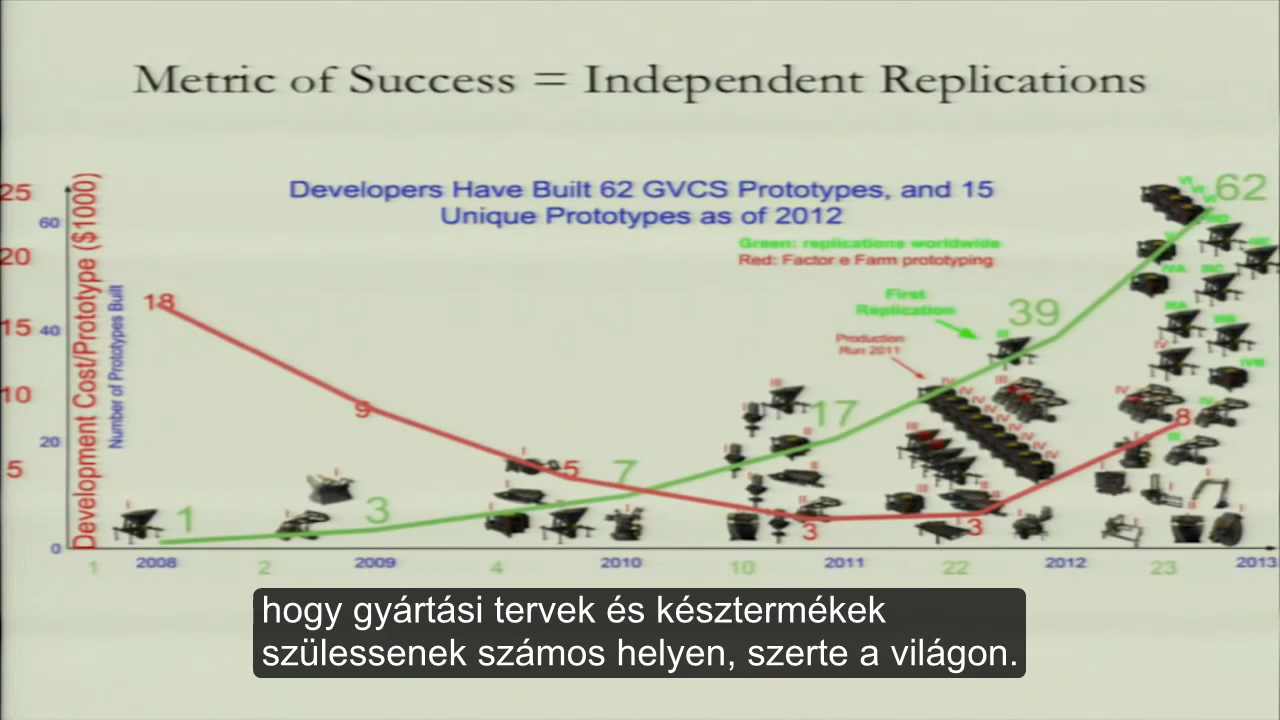 Metric of Success = Independent Replications
Developers Have Built 62 GVCS Prototypes, and 15
Unique Prototypes as of 2012
Green: replications worldwide
Red: Factor e Farm prototyping
First
Replication
Production
Run 2011
Development Cost/Prototype ($1000)
Number of Prototypes Built
25
20
15
10
5
60
40
20
0
18
9
5
3
3
8
1
3
7
17
39
62
2008
2009
2010
2011
2012
2013
1
2
4
10
22
23
hogy gyártási tervek és késztermékek
szülessenek számos helyen, szerte a világon.